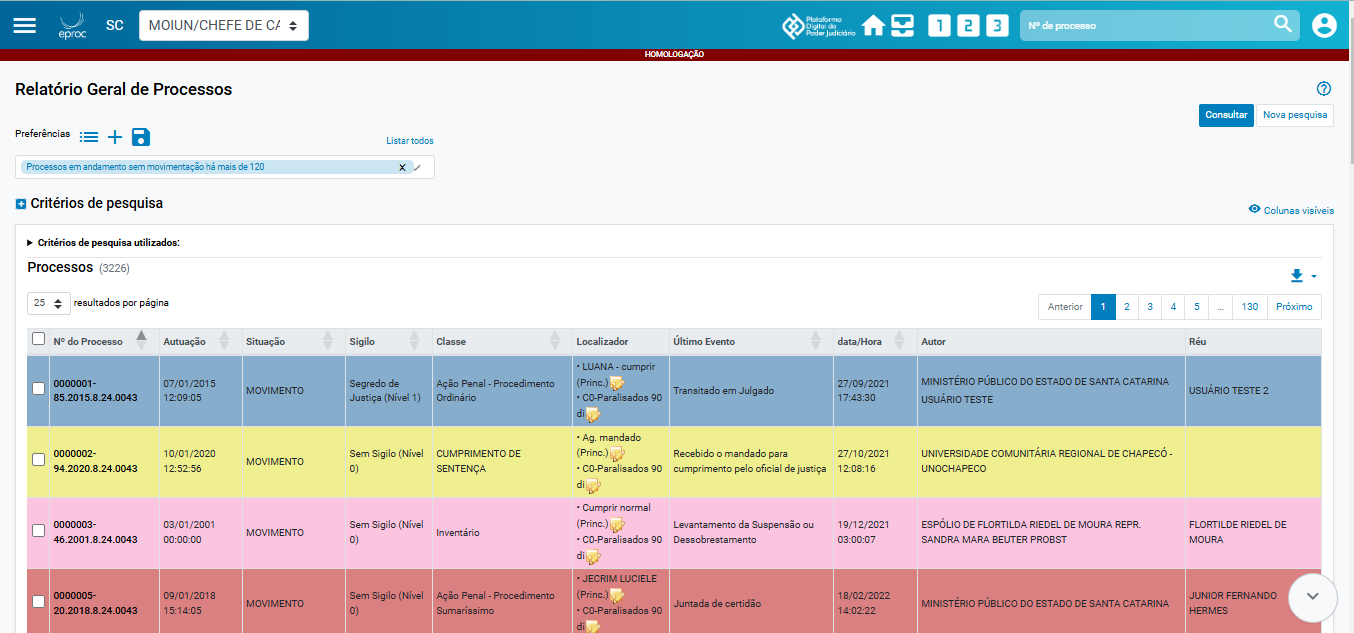 eproc
SC
MOIUN/CHEFE DE CA
Plataforma
Digital do
Poder Judiciário
1
2
3
Nº de processo
HOMOLOGAÇÃO
Relatório Geral de Processos
Consultar
Nova pesquisa
Preferências
Listar todos
Processos em andamento sem movimentação há mais de 120
X
Critérios de pesquisa
Colunas visíveis
Critérios de pesquisa utilizados:
Processos (3226)
25 resultados por página
Anterior 1 2 3 4 5 ... 130 Próximo
Nº do Processo Autuação Situação Sigilo Classe Localizador Último Evento data/Hora Autor Réu
0000001-
85.2015.8.24.0043
07/01/2015
12:09:05
MOVIMENTO
Segredo de
Justiça (Nível 1)
Ação Penal - Procedimento
Ordinário
• LUANA - cumprir
(Princ.)
• C0-Paralisados 90
di
Transitado em Julgado
27/09/2021
17:43:30
MINISTÉRIO PÚBLICO DO ESTADO DE SANTA CATARINA
USUÁRIO TESTE
USUÁRIO TESTE 2
0000002-
94.2020.8.24.0043
10/01/2020
12:52:56
MOVIMENTO
Sem Sigilo (Nível
0)
CUMPRIMENTO DE
SENTENÇA
• Ag. mandado
(Princ.)
• C0-Paralisados 90
di
Recebido o mandado para
cumprimento pelo oficial de justiça
27/10/2021
12:08:16
UNIVERSIDADE COMUNITÁRIA REGIONAL DE CHAPECÓ -
UNOCHAPECO
0000003-
46.2001.8.24.0043
03/01/2001
00:00:00
MOVIMENTO
Sem Sigilo (Nível
0)
Inventário
• Cumprir normal
(Princ.)
• C0-Paralisados 90
di
Levantamento da Suspensão ou
Dessobrestamento
19/12/2021
03:00:07
ESPÓLIO DE FLORTILDA RIEDEL DE MOURA REPR.
SANDRA MARA BEUTER PROBST
FLORTILDE RIEDEL DE
MOURA
0000005-
20.2018.8.24.0043
09/01/2018
15:14:05
MOVIMENTO
Sem Sigilo (Nível
0)
Ação Penal - Procedimento
Sumaríssimo
• JECRIM LUCIELE
(Princ.)
• C0-Paralisados 90
di
Juntada de certidão
18/02/2022
14:02:22
MINISTÉRIO PÚBLICO DO ESTADO DE SANTA CATARINA
JUNIOR FERNANDO
HERMES